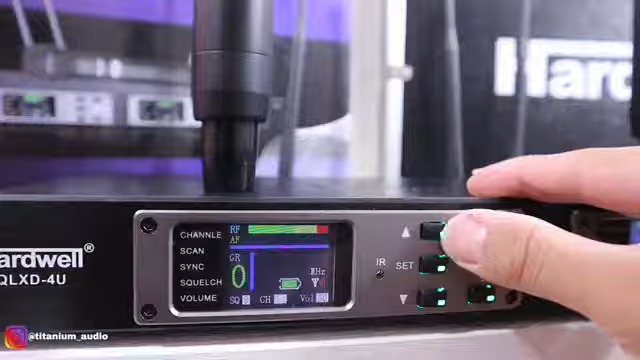 Hard
ardwell®
QLXD-4U
CHANNLE
SCAN
SYNC
SQUELCH
VOLUME
RF
AF
GR
0
MHz
SQ CH Vol
IR SET
@titanium_audio